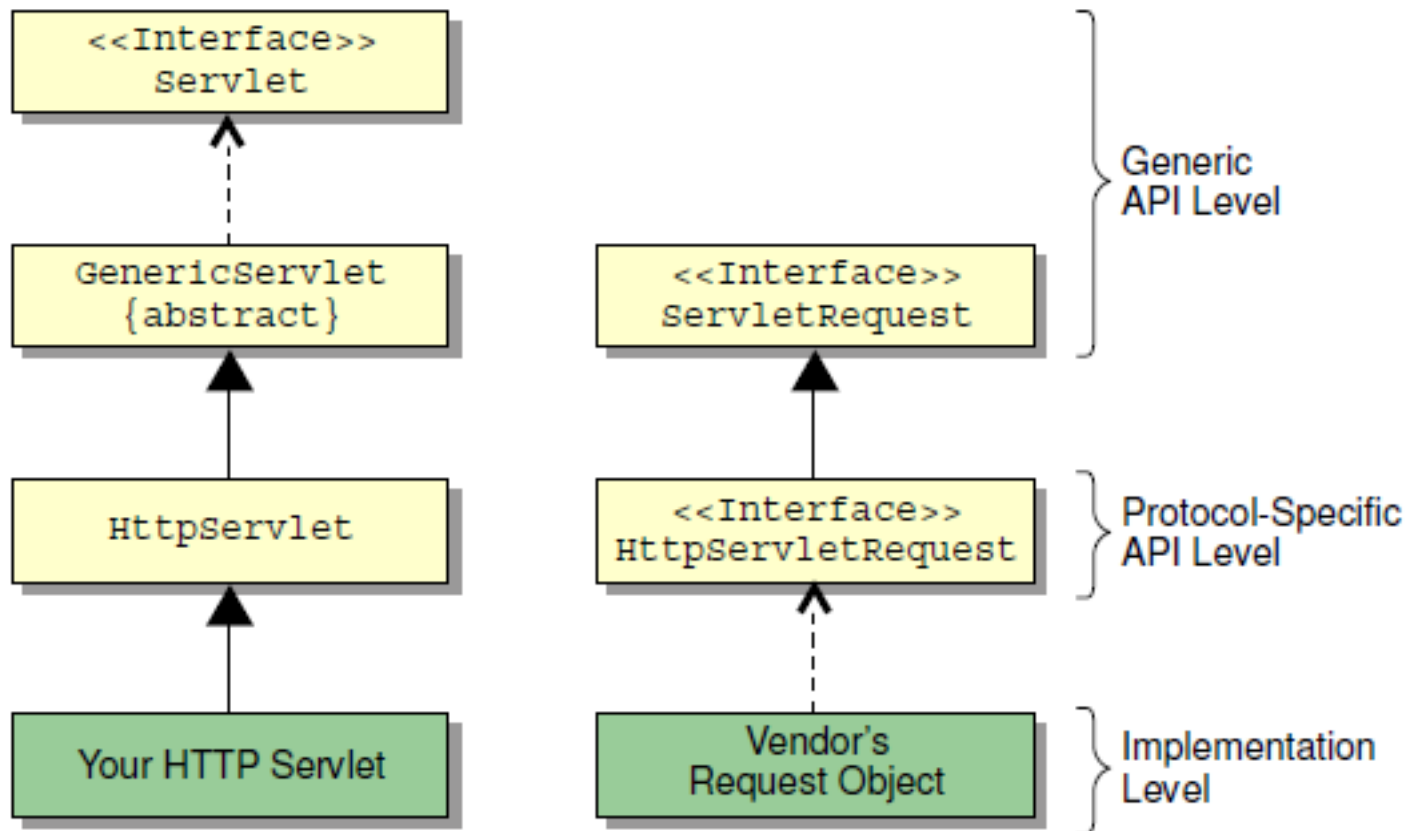 <<Interface>>
Servlet
GenericServlet
{abstract}
<<Interface>>
ServletRequest
Generic
API Level
HttpServlet
<<Interface>>
HttpServletRequest
Protocol-Specific
API Level
Your HTTP Servlet
Vendor's
Request Object
Implementation
Level